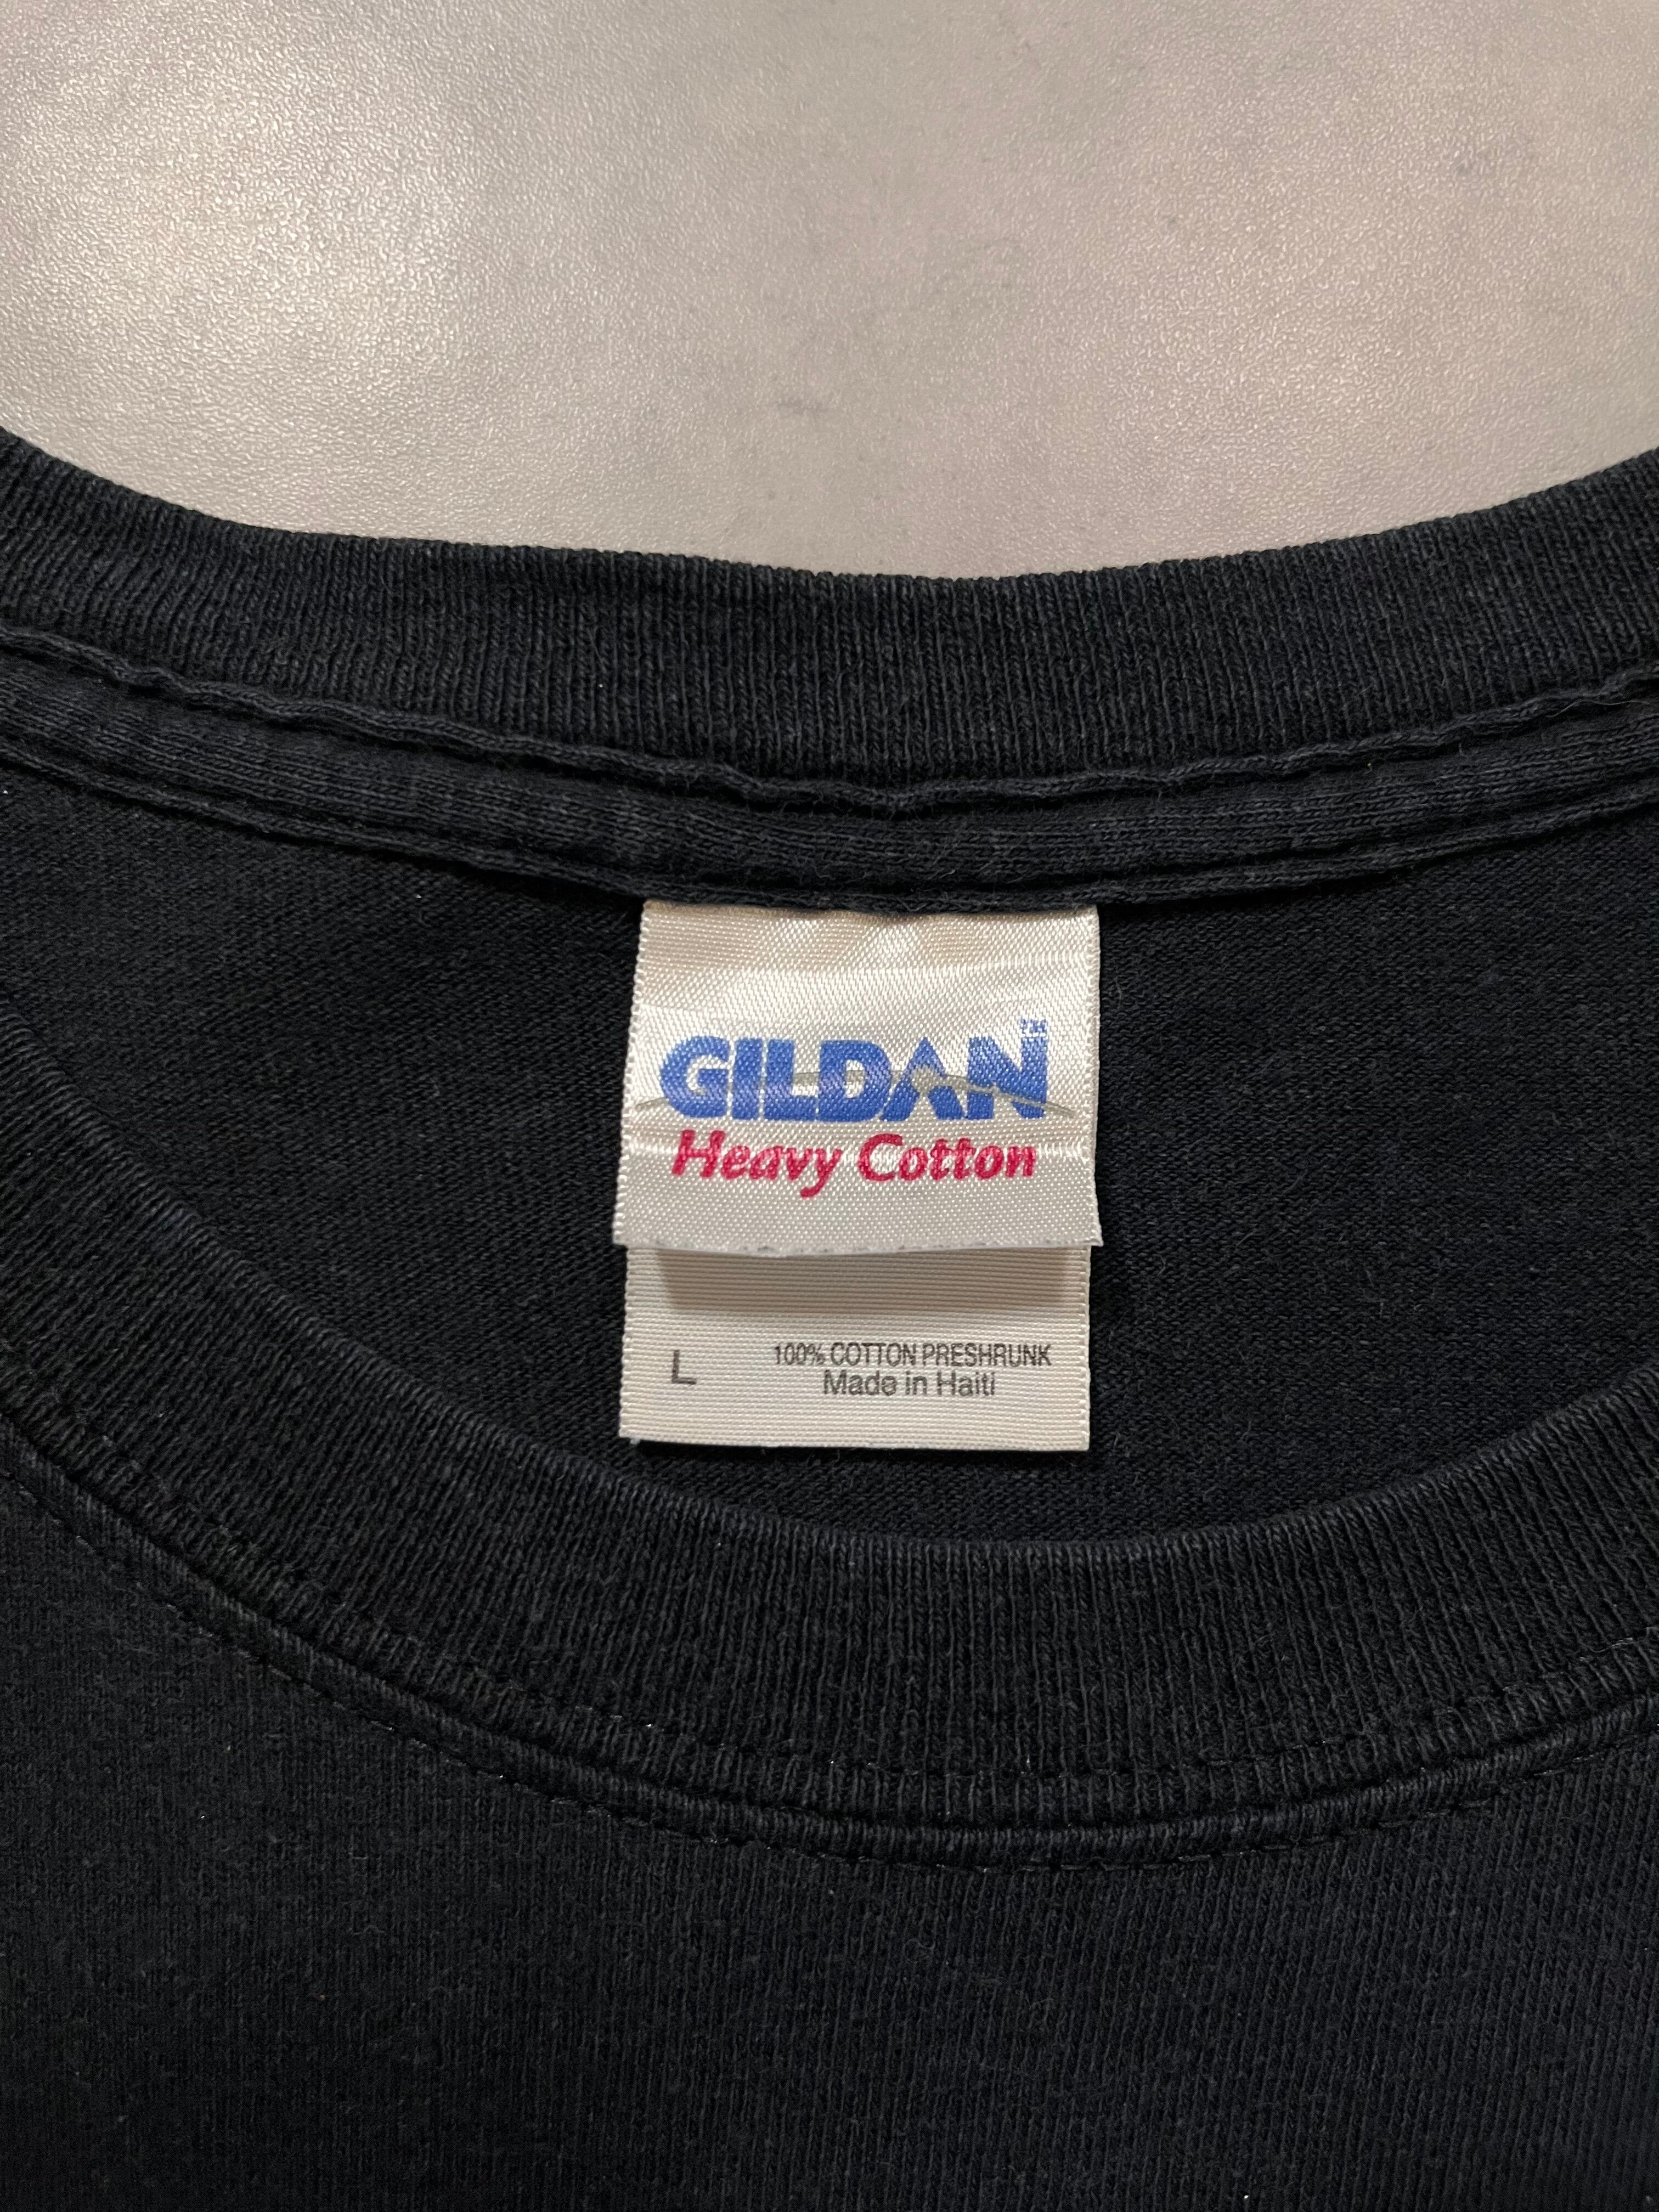 GILDAN™
Heavy Cotton
L 100% COTTON PRESHRUNK
Made in Haiti